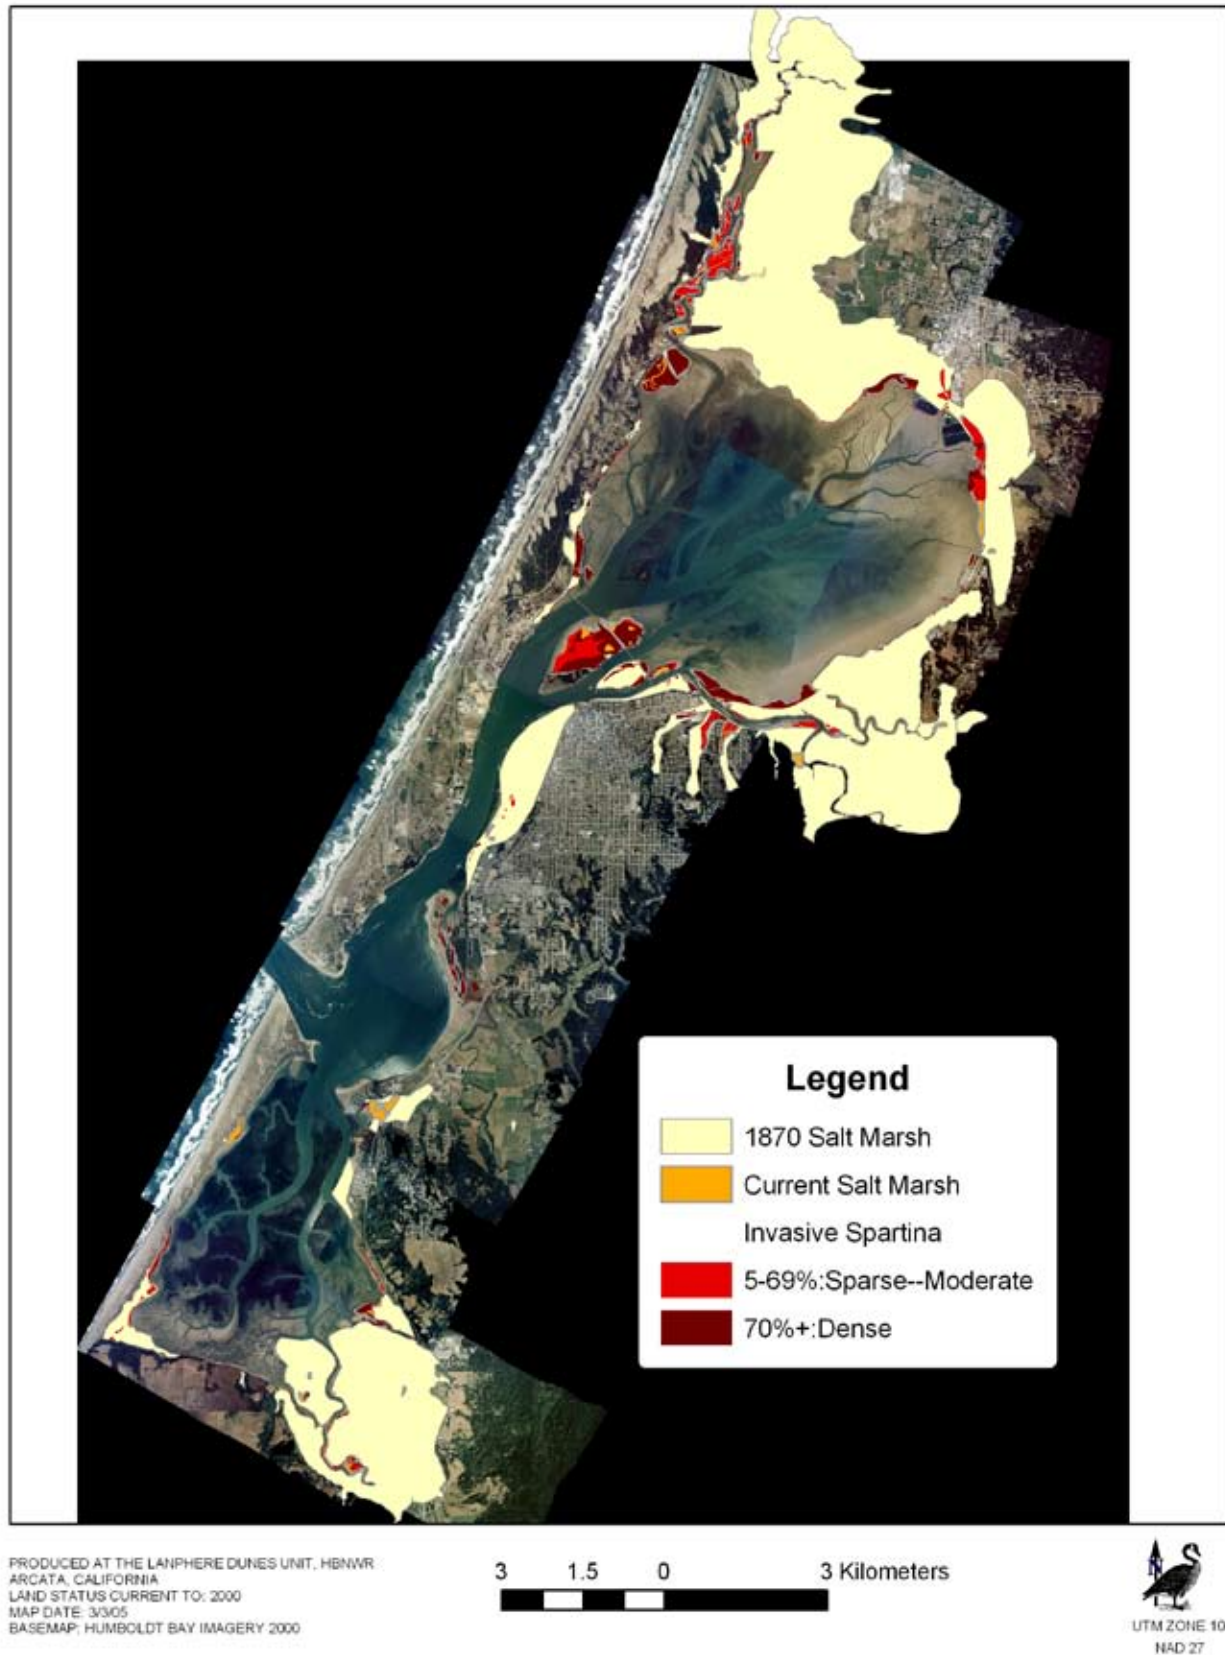 Legend
1870 Salt Marsh
Current Salt Marsh
Invasive Spartina
5-69%:Sparse--Moderate
70%+:Dense
PRODUCED AT THE LANPHERE DUNES UNIT, HBNWR
ARCATA, CALIFORNIA
LAND STATUS CURRENT TO: 2000
MAP DATE: 3/3/05
BASEMAP: HUMBOLDT BAY IMAGERY 2000
3 1.5 0 3 Kilometers
N
UTM ZONE 10
NAD 27